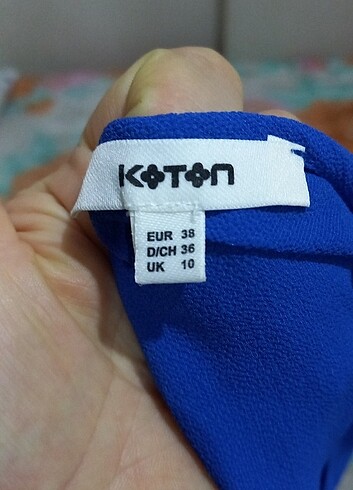 KOTON
EUR 38
D/CH 36
UK 10